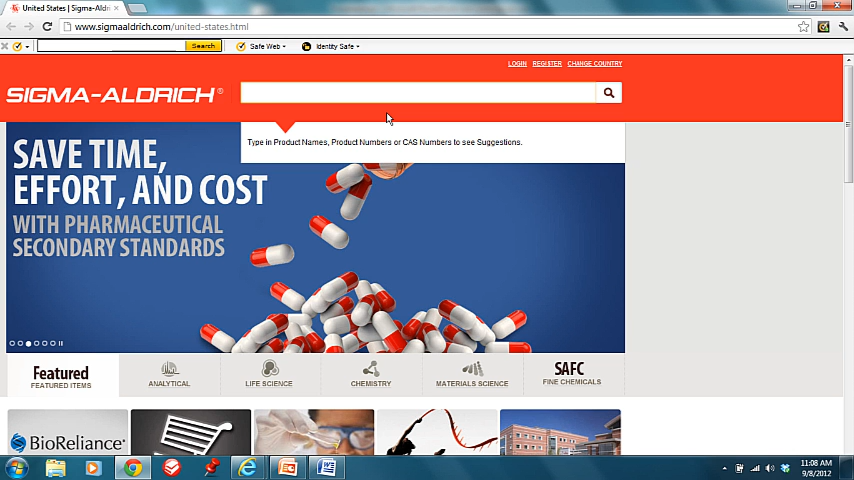 United States | Sigma-Aldri
www.sigmaaldrich.com/united-states.html
Search
Safe Web
Identity Safe
LOGIN REGISTER CHANGE COUNTRY
SIGMA-ALDRICH®
Type in Product Names, Product Numbers or CAS Numbers to see Suggestions.
SAVE TIME,
EFFORT, AND COST
WITH PHARMACEUTICAL
SECONDARY STANDARDS
Featured
FEATURED ITEMS
ANALYTICAL
LIFE SCIENCE
CHEMISTRY
MATERIALS SCIENCE
SAFC
FINE CHEMICALS
BioReliance®
11:08 AM
9/8/2012